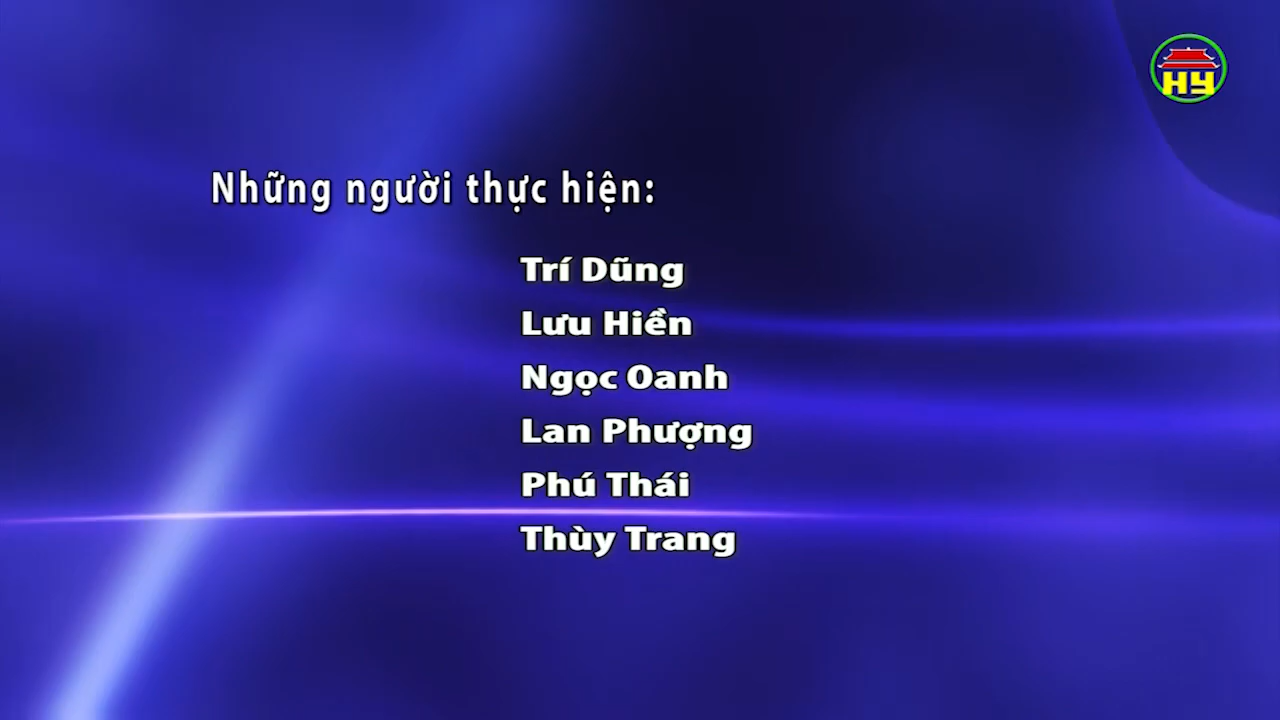 HY
Những người thực hiện:
Trí Dũng
Lưu Hiền
Ngọc Oanh
Lan Phượng
Phú Thái
Thùy Trang